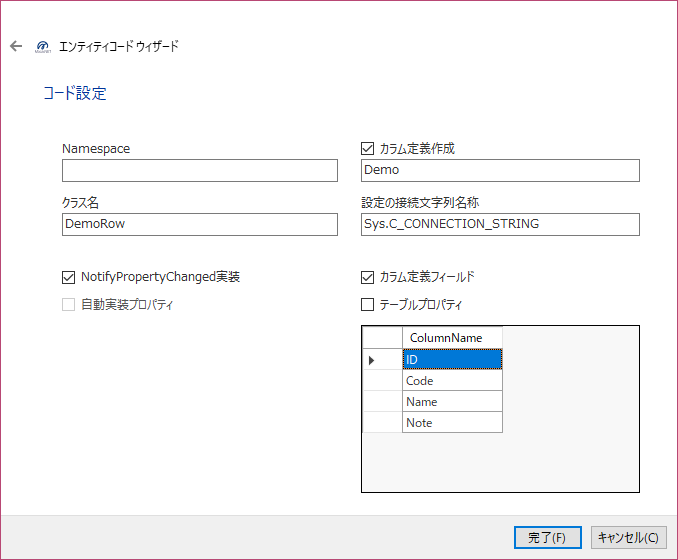 エンティティコード ウィザード
コード設定
Namespace
カラム定義作成
Demo
クラス名
設定の接続文字列名称
DemoRow
Sys.C_CONNECTION_STRING
NotifyPropertyChanged実装
カラム定義フィールド
自動実装プロパティ
テーブルプロパティ
ColumnName
ID
Code
Name
Note
完了(F)
キャンセル(C)